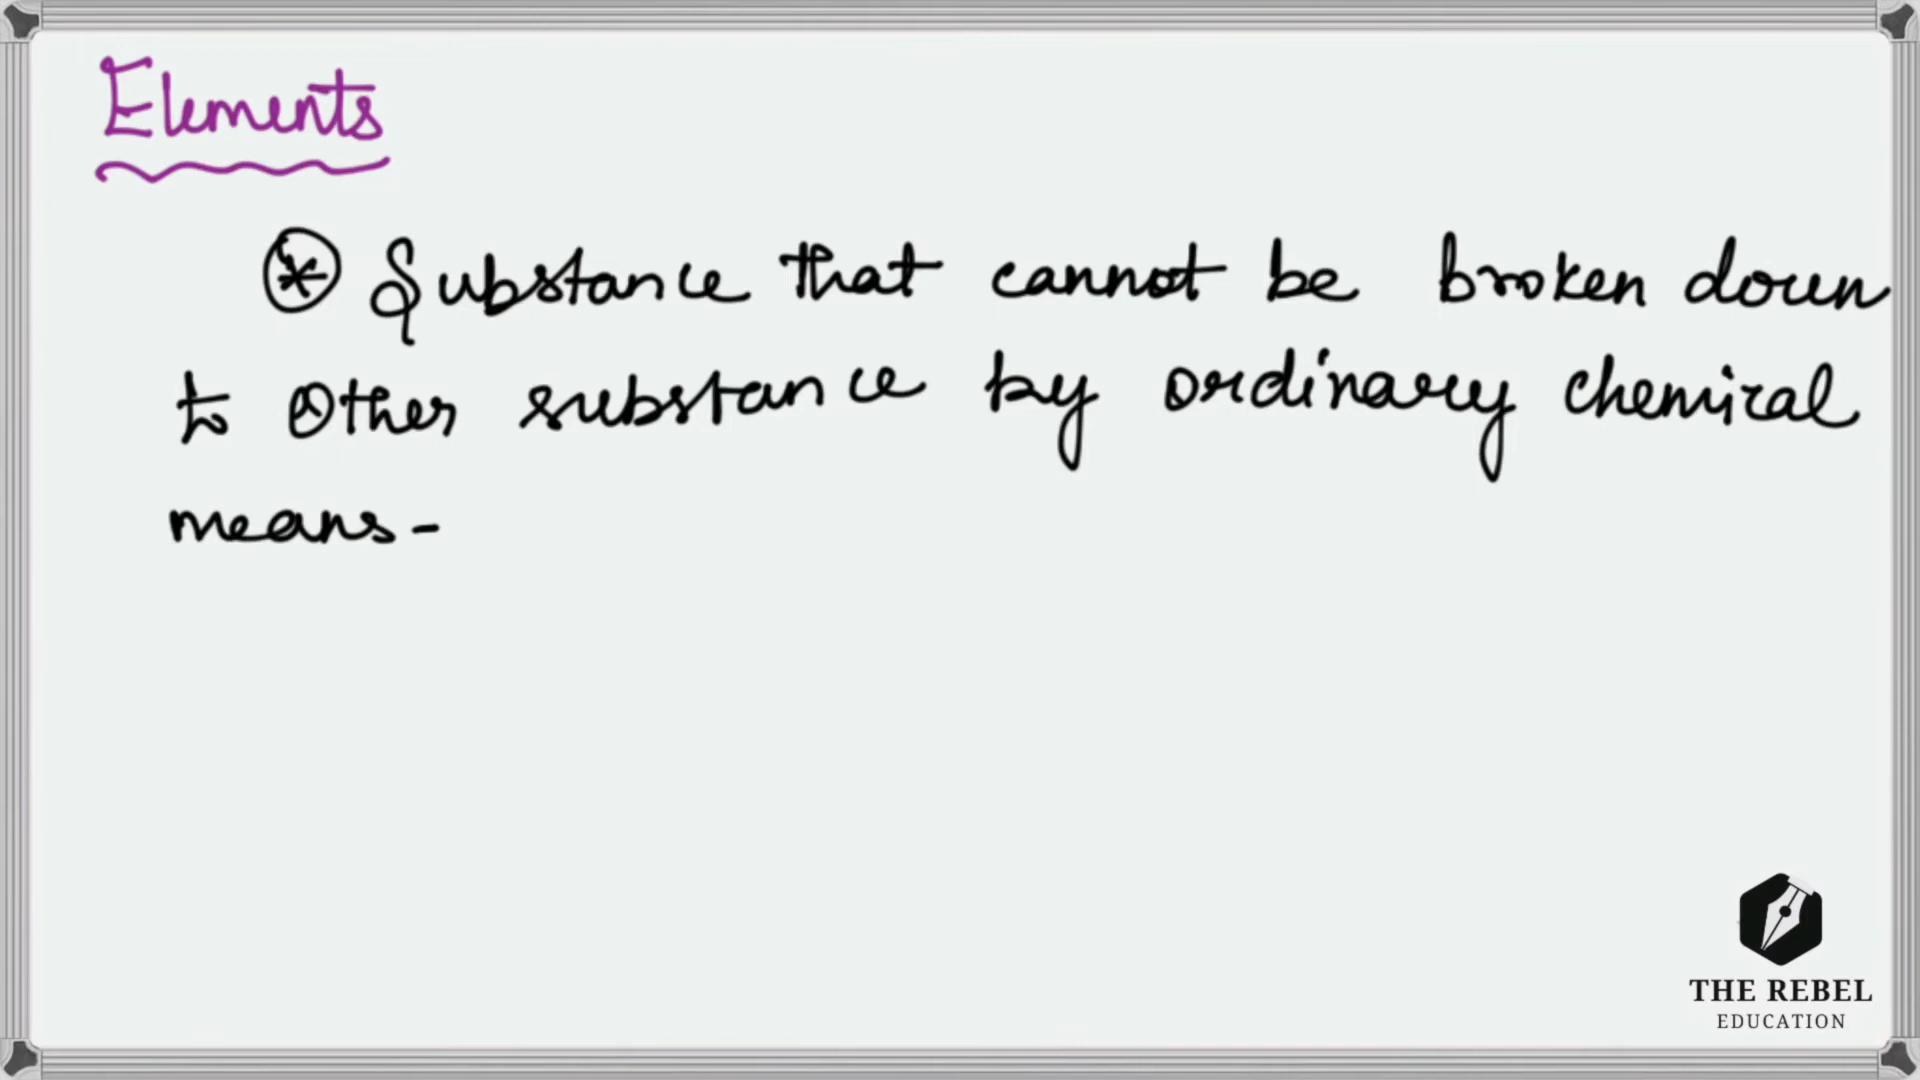 Elements
* Substance that cannot be broken down
to other substance by ordinary chemical
means-
THE REBEL
EDUCATION